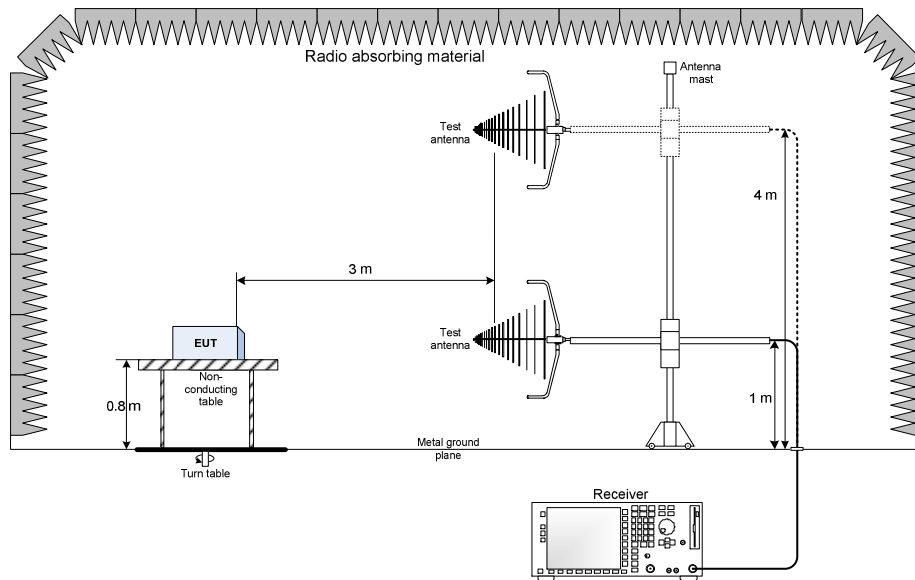 Radio absorbing material
Antenna
mast
Test
antenna
4 m
3 m
Test
antenna
EUT
Non-
conducting
table
0.8 m
1 m
Metal ground
plane
Turn table
Receiver